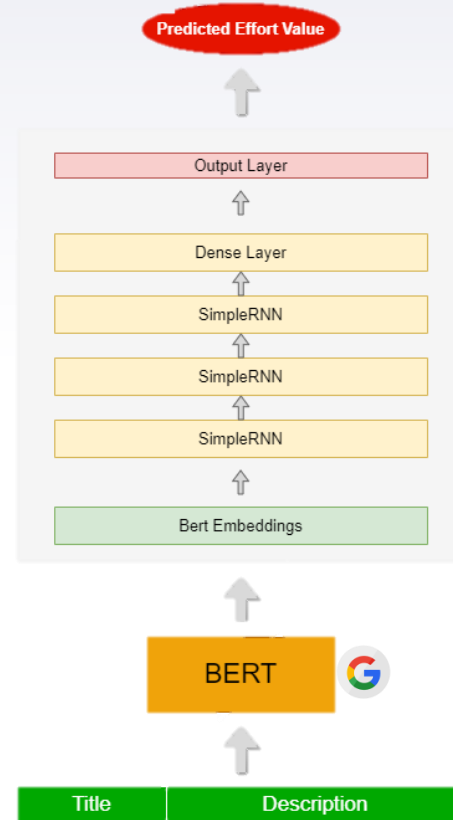 Predicted Effort Value
Output Layer
Dense Layer
SimpleRNN
SimpleRNN
SimpleRNN
Bert Embeddings
BERT
Title Description